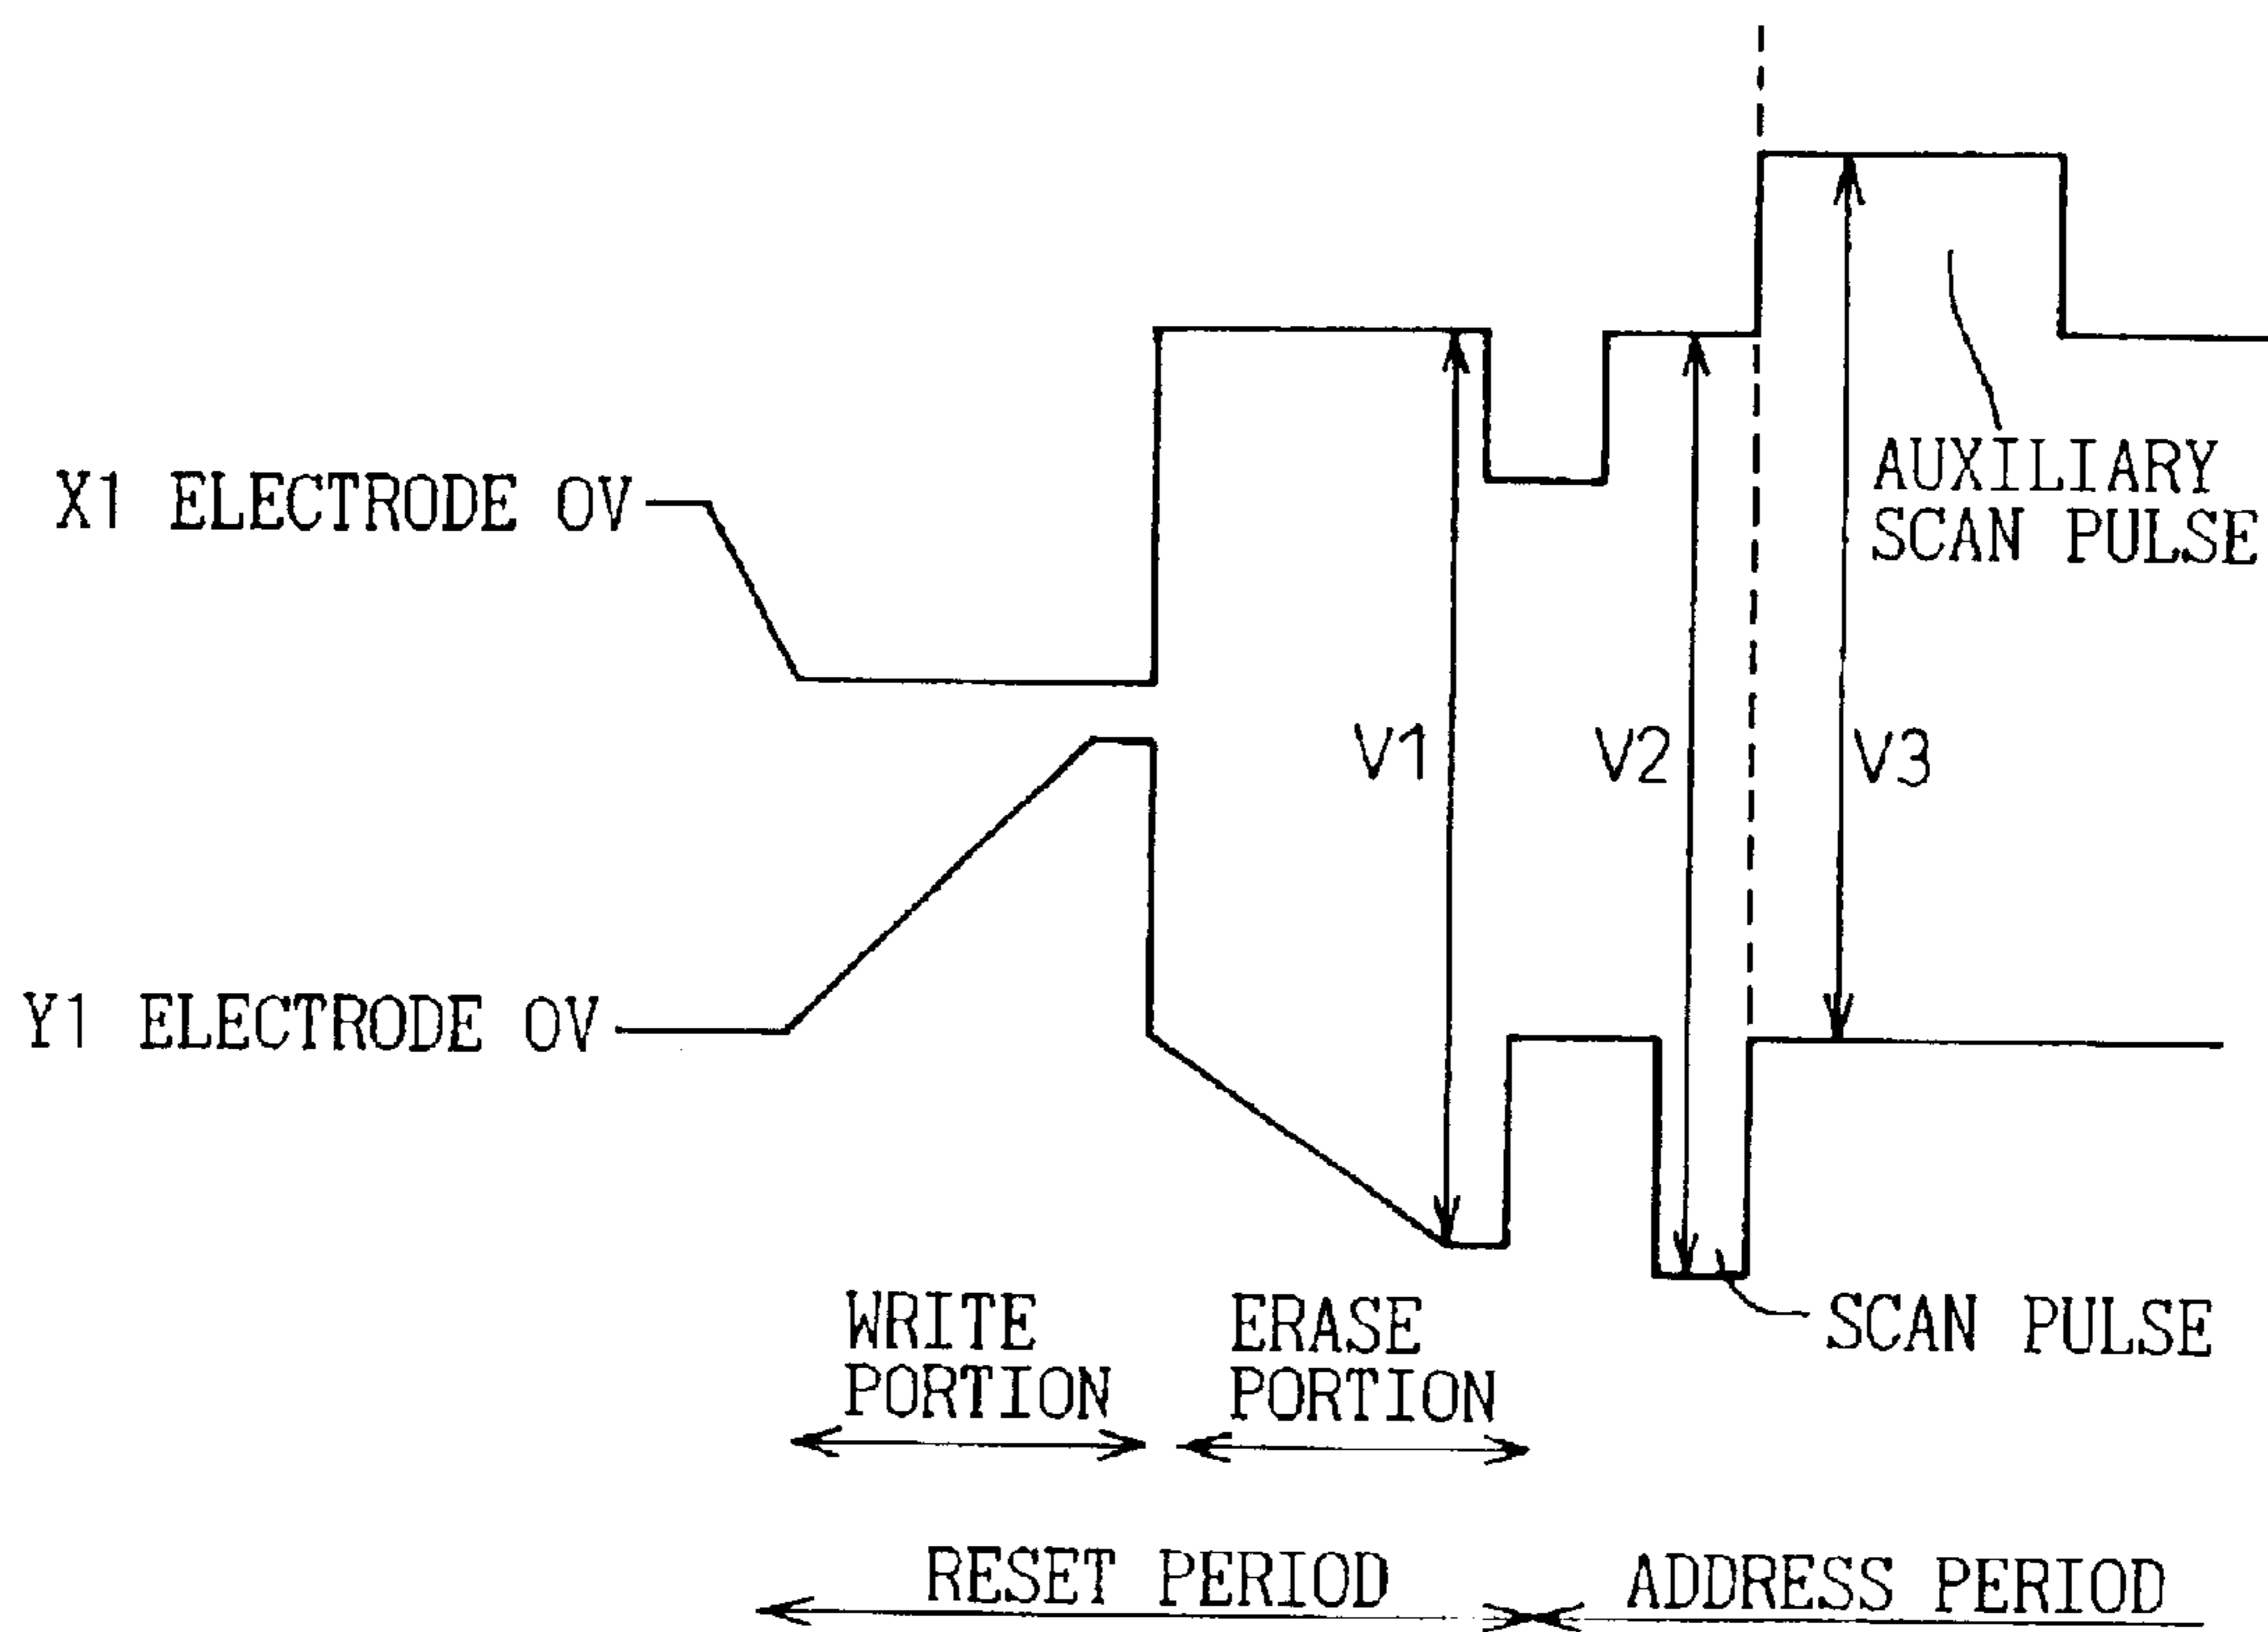 X1 ELECTRODE 0V
AUXILIARY
SCAN PULSE
V1
V2
V3
Y1 ELECTRODE 0V
WRITE
PORTION
ERASE
PORTION
SCAN PULSE
RESET PERIOD
ADDRESS PERIOD